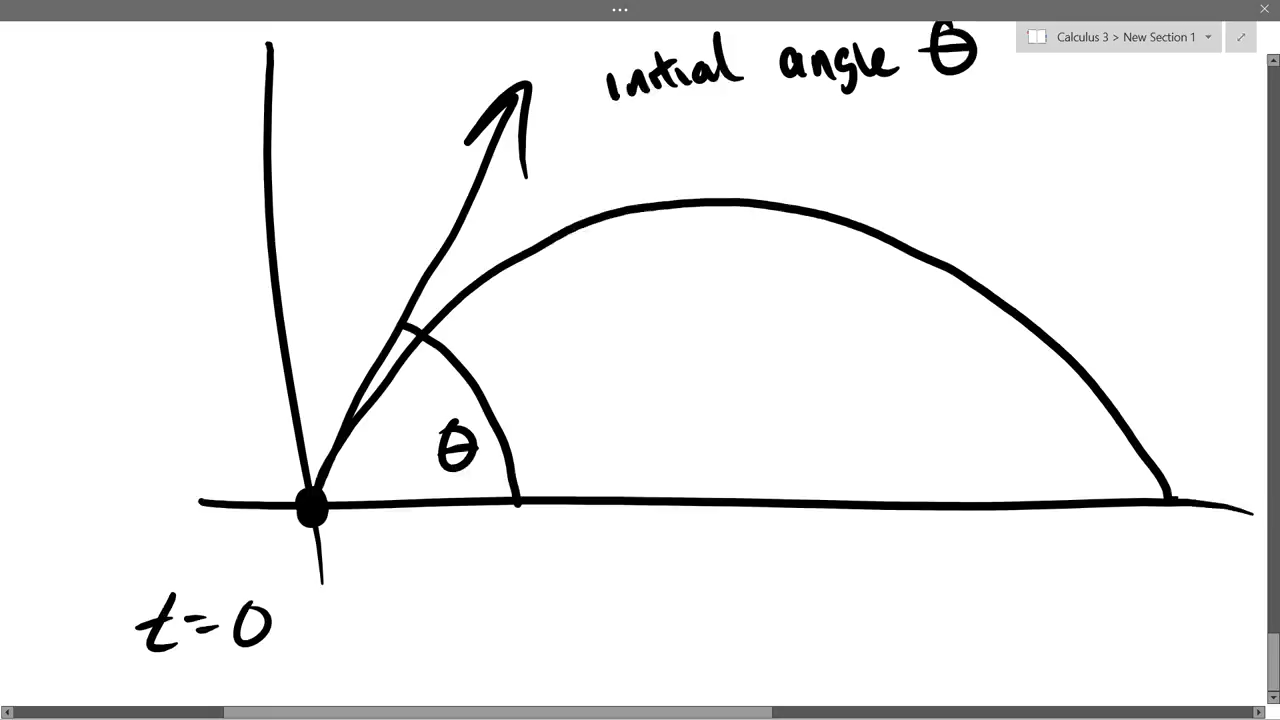 Calculus 3 > New Section 1
initial angle θ
θ
t=0